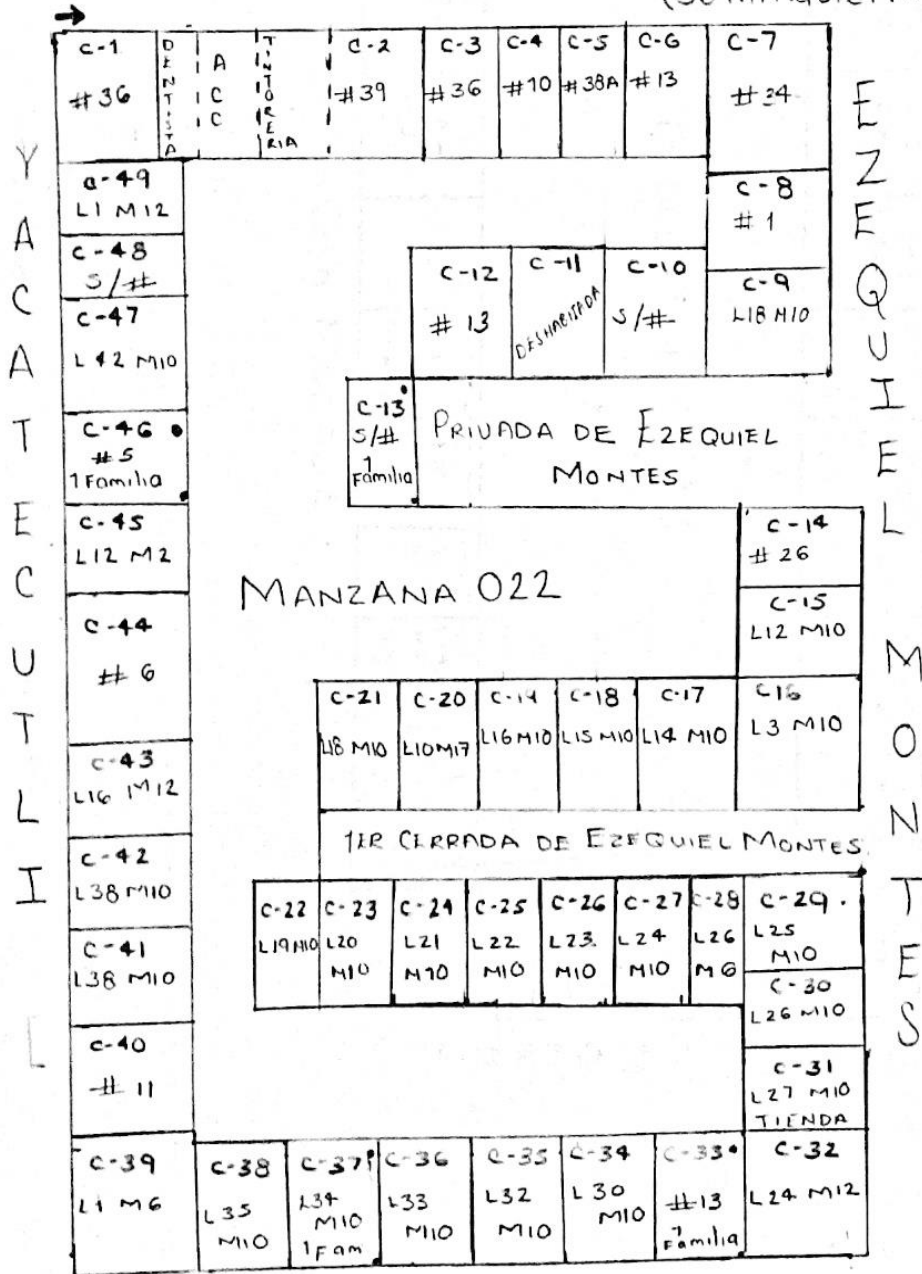 →
C-1
#36
DENTISTA
ACC
TINTORERIA
C-2
#39
C-3
#36
C-4
#10
C-5
#38A
C-6
#13
C-7
#34
C-8
#1
C-9
L18 M10
C-10
S/#
C-11
DESHABITADA
C-12
#13
C-13
S/#
1
Familia
PRIVADA DE EZEQUIEL
MONTES
C-14
#26
C-15
L12 M10
C16
L3 M10
C-17
L14 M10
C-18
L15 M10
C-19
L16 M10
C-20
L10 M17
C-21
L18 M10
MANZANA 022
1ER CERRADA DE EZEQUIEL MONTES
C-22
L19 M10
C-23
L20
M10
C-24
L21
M10
C-25
L22
M10
C-26
L23
M10
C-27
L24
M10
C-28
L26
M6
C-29
L25
M10
C-30
L26 M10
C-31
L27 M10
TIENDA
C-32
L24 M12
C-33
#13
1
Familia
C-34
L30
M10
C-35
L32
M10
C-36
L33
M10
C-37
L34
M10
1 Fam
C-38
L35
M10
C-39
L1 M6
C-40
#11
C-41
L38 M10
C-42
L38 M10
C-43
L16 M12
C-44
#6
C-45
L12 M2
C-46
#5
1 Familia
C-47
L42 M10
C-48
S/#
C-49
L1 M12
YACATECUTLI
EZEQUIEL MONTES